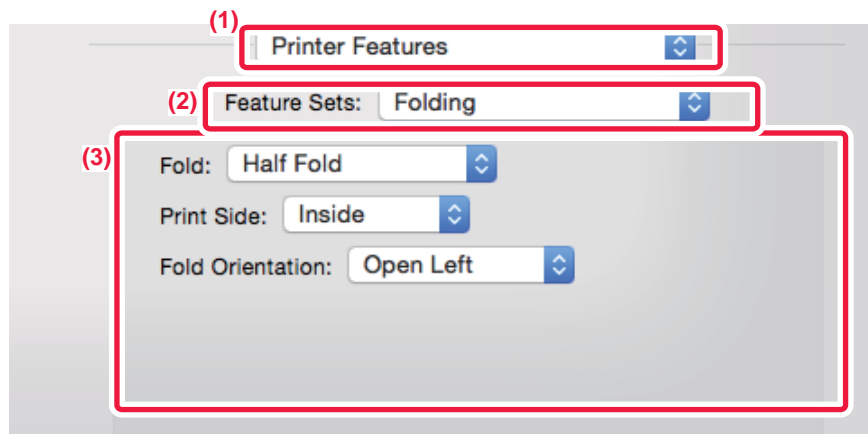 (1)
Printer Features
(2) Feature Sets: Folding
(3)
Fold: Half Fold
Print Side: Inside
Fold Orientation: Open Left